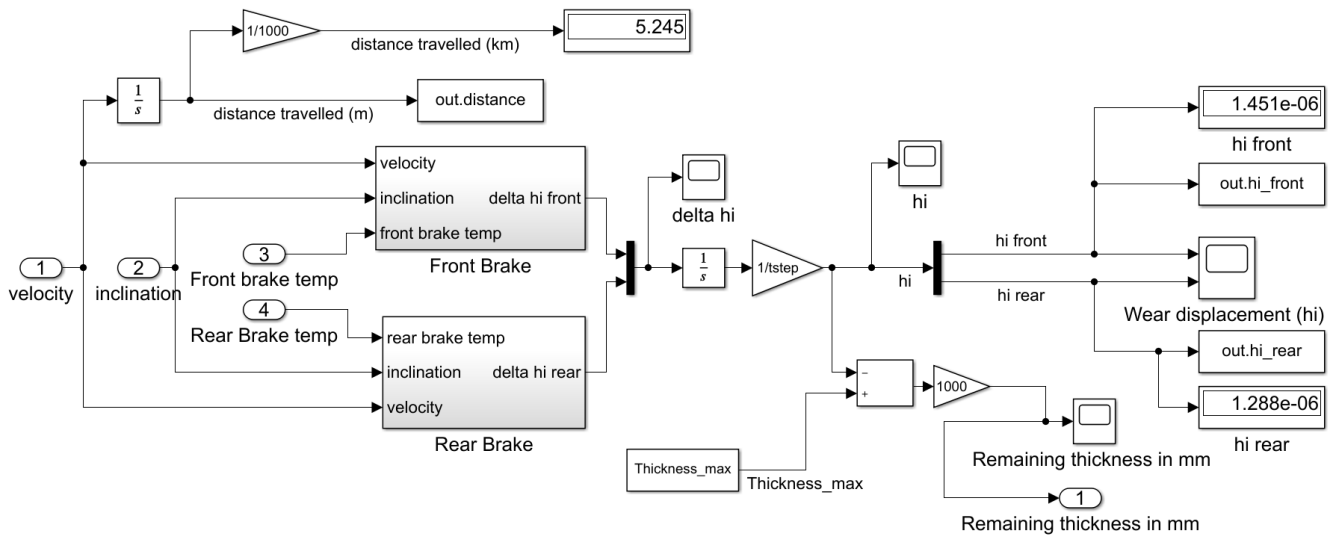 1/1000
distance travelled (km)
5.245
1
s
distance travelled (m)
out.distance
1.451e-06
hi front
velocity
inclination
front brake temp
delta hi front
Front Brake
delta hi
hi
out.hi_front
3
Front brake temp
1
velocity
2
inclination
4
Rear Brake temp
1
s
1/tstep
hi
hi front
hi rear
Wear displacement (hi)
rear brake temp
inclination
velocity
delta hi rear
Rear Brake
out.hi_rear
−
+
1000
1.288e-06
hi rear
Thickness_max
Thickness_max
Remaining thickness in mm
1
Remaining thickness in mm